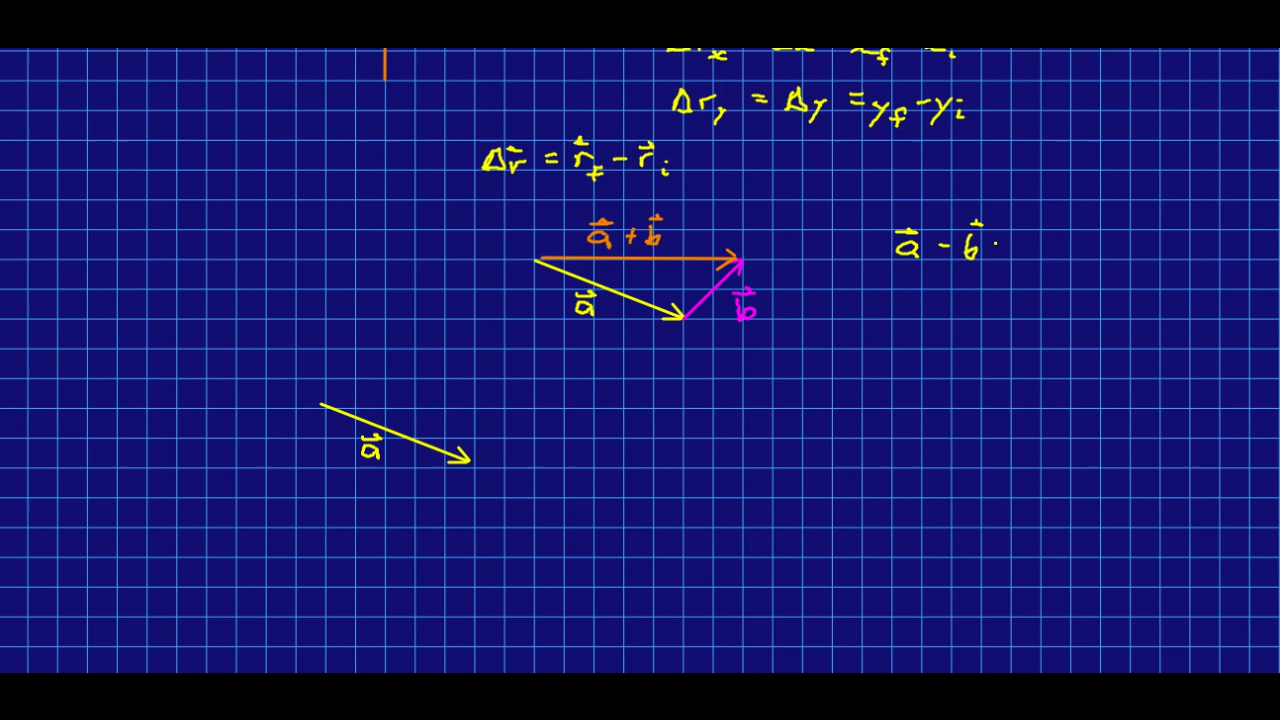 Δr_y = Δy = y_f - y_i
Δr⃗ = r⃗_f - r⃗_i
a⃗ + b⃗
a⃗ - b⃗
a⃗
b⃗
a⃗